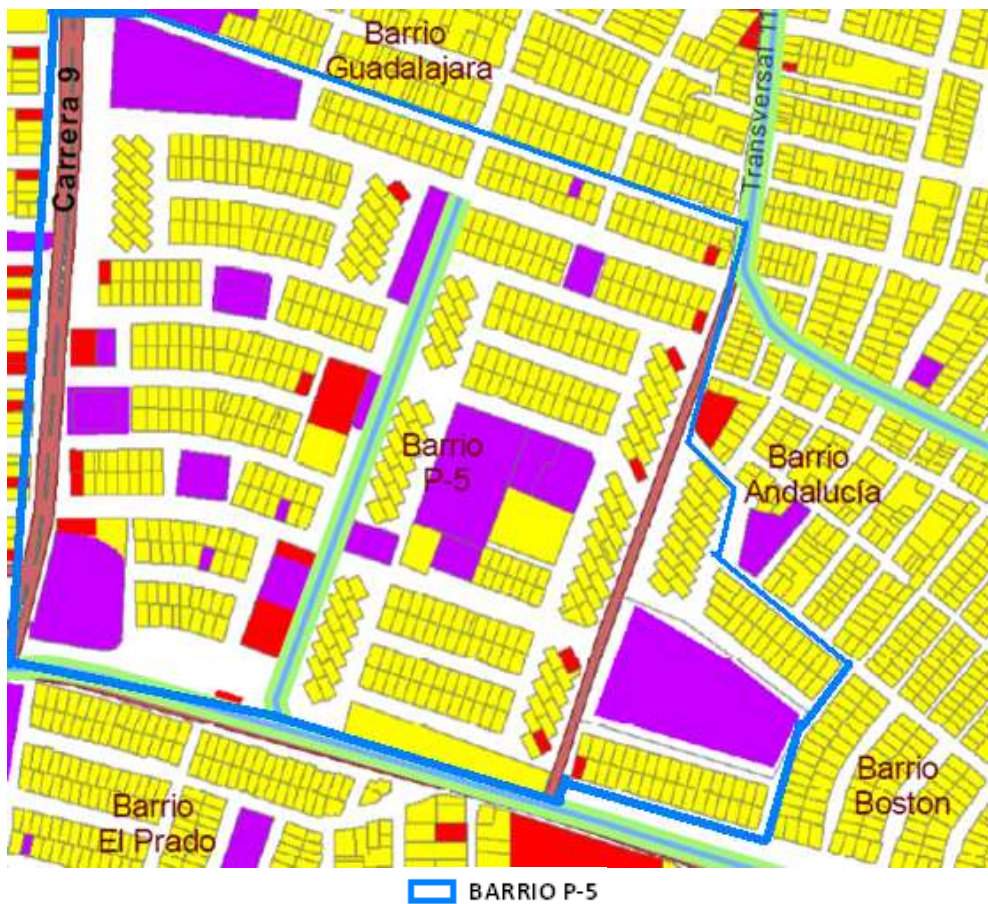 Barrio
Guadalajara
Carrera 9
Transversal 11
Barrio
P-5
Barrio
Andalucía
Barrio
Boston
Barrio
El Prado
BARRIO P-5